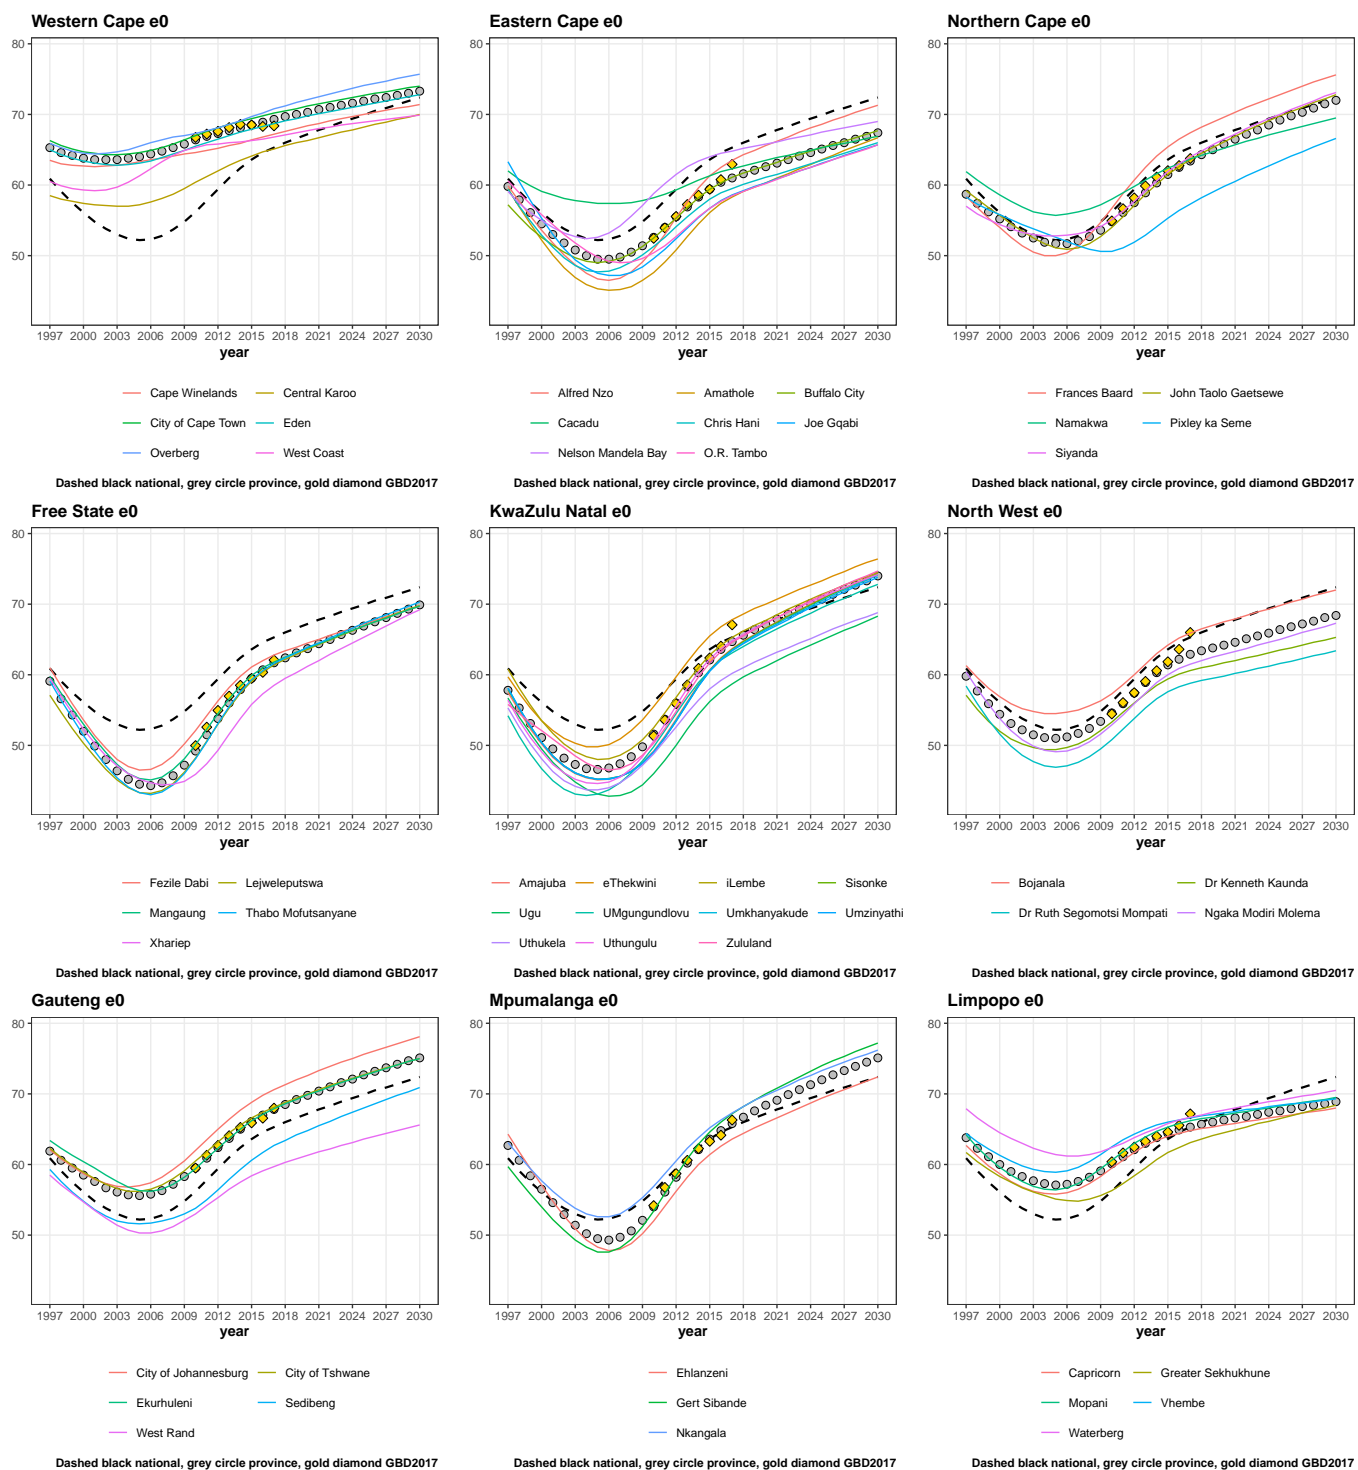 Western Cape e0
Eastern Cape e0
Northern Cape e0
80
70
60
50
80
70
60
50
80
70
60
50
1997 2000 2003 2006 2009 2012 2015 2018 2021 2024 2027 2030
1997 2000 2003 2006 2009 2012 2015 2018 2021 2024 2027 2030
1997 2000 2003 2006 2009 2012 2015 2018 2021 2024 2027 2030
year
year
year
Cape Winelands Central Karoo
City of Cape Town Eden
Overberg West Coast
Alfred Nzo Amathole Buffalo City
Cacadu Chris Hani Joe Gqabi
Nelson Mandela Bay O.R. Tambo
Frances Baard John Taolo Gaetsewe
Namakwa Pixley ka Seme
Siyanda
Dashed black national, grey circle province, gold diamond GBD2017
Dashed black national, grey circle province, gold diamond GBD2017
Dashed black national, grey circle province, gold diamond GBD2017
Free State e0
KwaZulu Natal e0
North West e0
80
70
60
50
80
70
60
50
80
70
60
50
1997 2000 2003 2006 2009 2012 2015 2018 2021 2024 2027 2030
1997 2000 2003 2006 2009 2012 2015 2018 2021 2024 2027 2030
1997 2000 2003 2006 2009 2012 2015 2018 2021 2024 2027 2030
year
year
year
Fezile Dabi Lejweleputswa
Mangaung Thabo Mofutsanyane
Xhariep
Amajuba eThekwini iLembe Sisonke
Ugu UMgungundlovu Umkhanyakude Umzinyathi
Uthukela Uthungulu Zululand
Bojanala Dr Kenneth Kaunda
Dr Ruth Segomotsi Mompati Ngaka Modiri Molema
Dashed black national, grey circle province, gold diamond GBD2017
Dashed black national, grey circle province, gold diamond GBD2017
Dashed black national, grey circle province, gold diamond GBD2017
Gauteng e0
Mpumalanga e0
Limpopo e0
80
70
60
50
80
70
60
50
80
70
60
50
1997 2000 2003 2006 2009 2012 2015 2018 2021 2024 2027 2030
1997 2000 2003 2006 2009 2012 2015 2018 2021 2024 2027 2030
1997 2000 2003 2006 2009 2012 2015 2018 2021 2024 2027 2030
year
year
year
City of Johannesburg City of Tshwane
Ekurhuleni Sedibeng
West Rand
Ehlanzeni
Gert Sibande
Nkangala
Capricorn Greater Sekhukhune
Mopani Vhembe
Waterberg
Dashed black national, grey circle province, gold diamond GBD2017
Dashed black national, grey circle province, gold diamond GBD2017
Dashed black national, grey circle province, gold diamond GBD2017